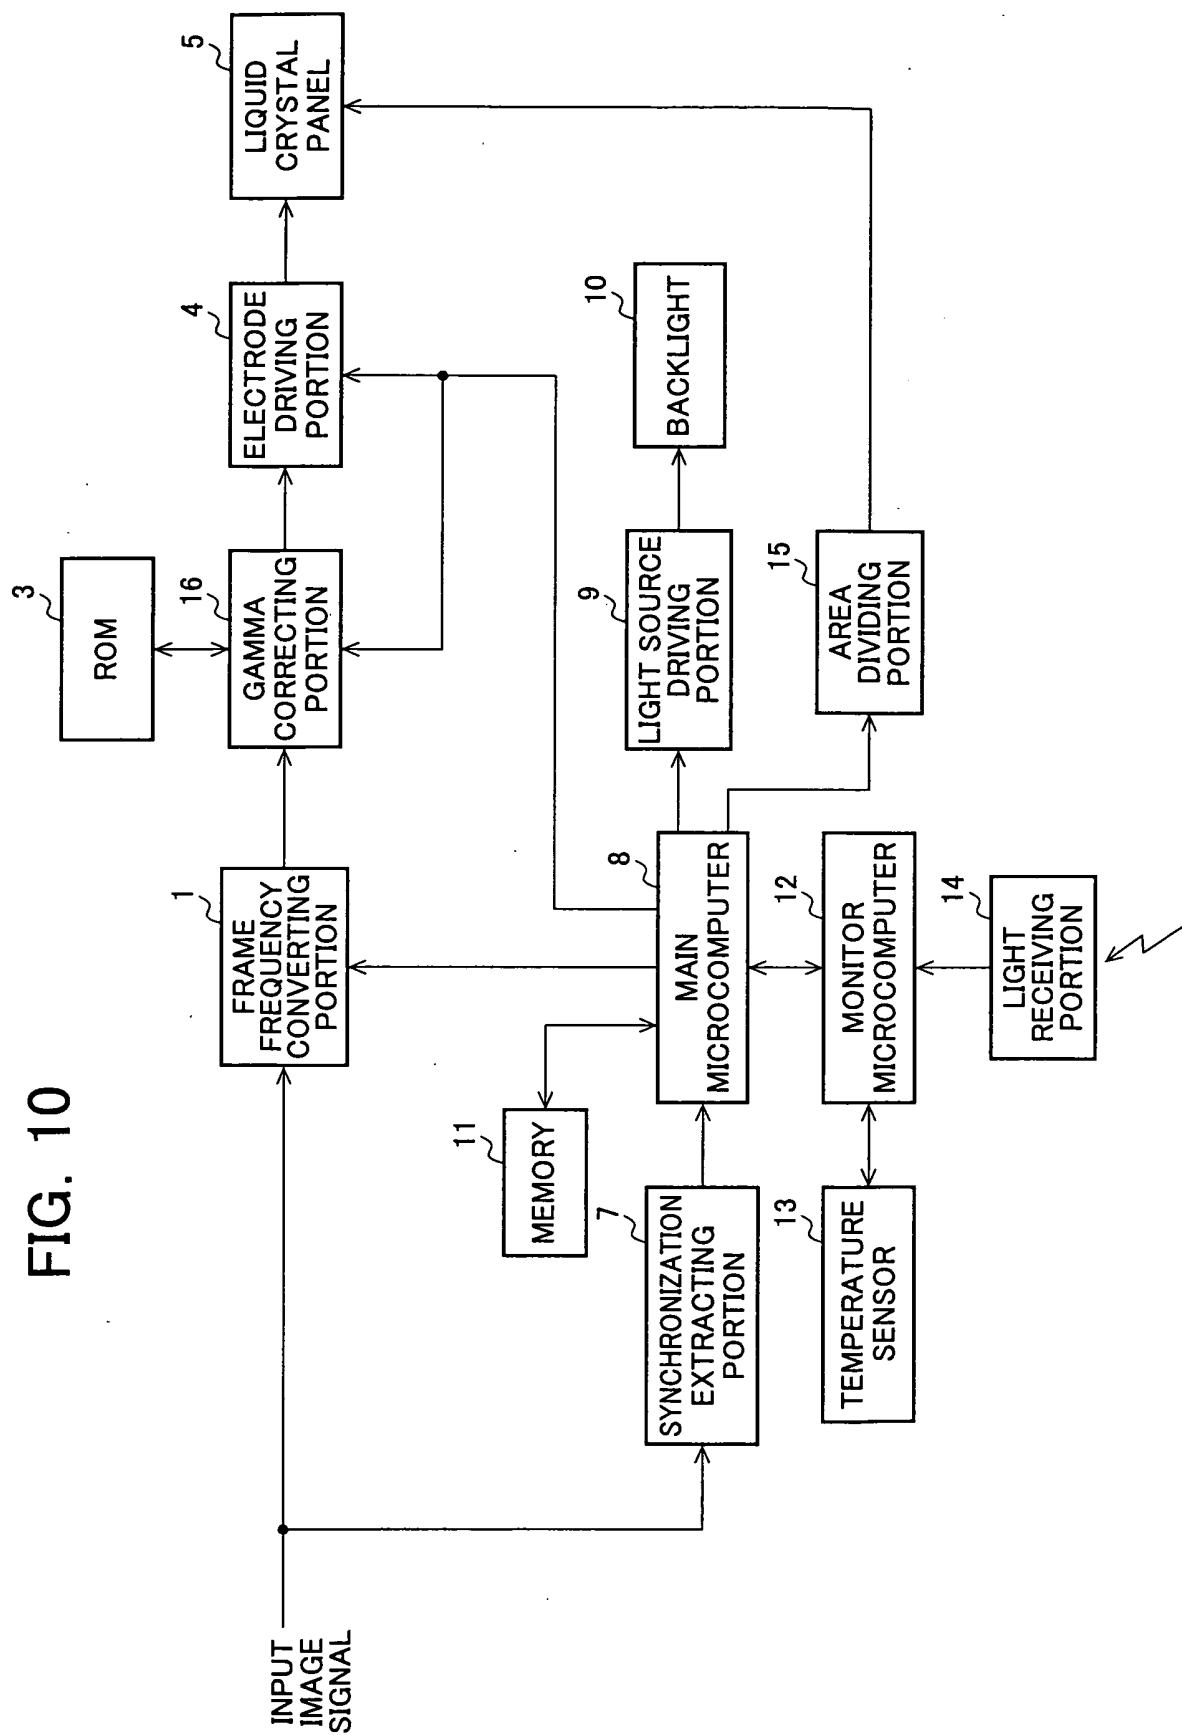 FIG. 10
INPUT
IMAGE
SIGNAL
1
FRAME
FREQUENCY
CONVERTING
PORTION
3
ROM
16
GAMMA
CORRECTING
PORTION
4
ELECTRODE
DRIVING
PORTION
5
LIQUID
CRYSTAL
PANEL
11
MEMORY
7
SYNCHRONIZATION
EXTRACTING
PORTION
8
MAIN
MICROCOMPUTER
9
LIGHT SOURCE
DRIVING
PORTION
10
BACKLIGHT
13
TEMPERATURE
SENSOR
12
MONITOR
MICROCOMPUTER
15
AREA
DIVIDING
PORTION
14
LIGHT
RECEIVING
PORTION